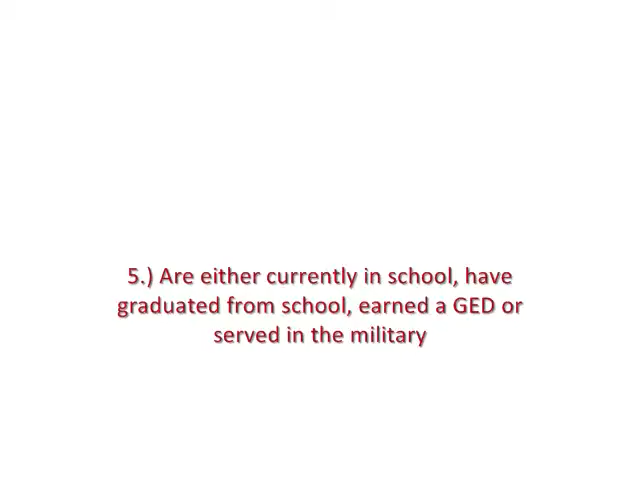 5.) Are either currently in school, have
graduated from school, earned a GED or
served in the military